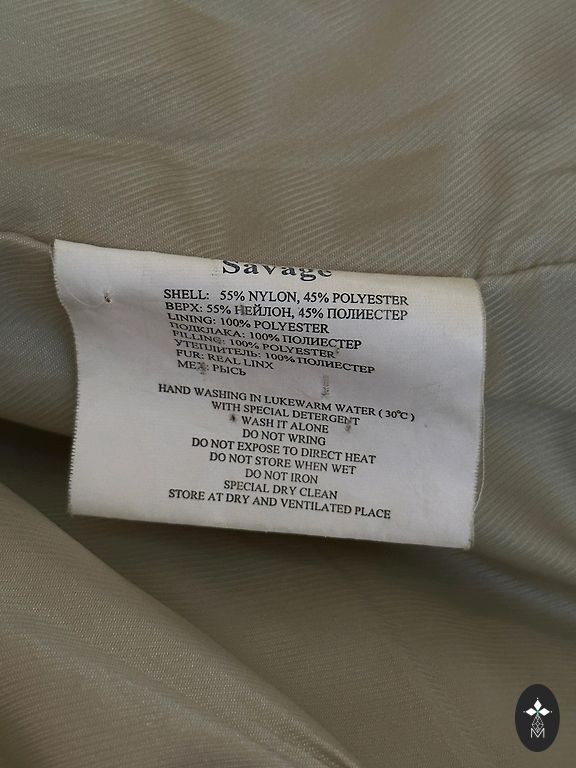 Savage
SHELL: 55% NYLON, 45% POLYESTER
ВЕРХ: 55% НЕЙЛОН, 45% ПОЛИЕСТЕР
LINING: 100% POLYESTER
ПОДКЛАКА: 100% ПОЛИЕСТЕР
FILLING: 100% POLYESTER
УТЕПЛИТЕЛЬ: 100% ПОЛИЕСТЕР
FUR: REAL LINX
МЕХ: РЫСЬ
HAND WASHING IN LUKEWARM WATER ( 30°C )
WITH SPECIAL DETERGENT
WASH IT ALONE
DO NOT WRING
DO NOT EXPOSE TO DIRECT HEAT
DO NOT STORE WHEN WET
DO NOT IRON
SPECIAL DRY CLEAN
STORE AT DRY AND VENTILATED PLACE
M